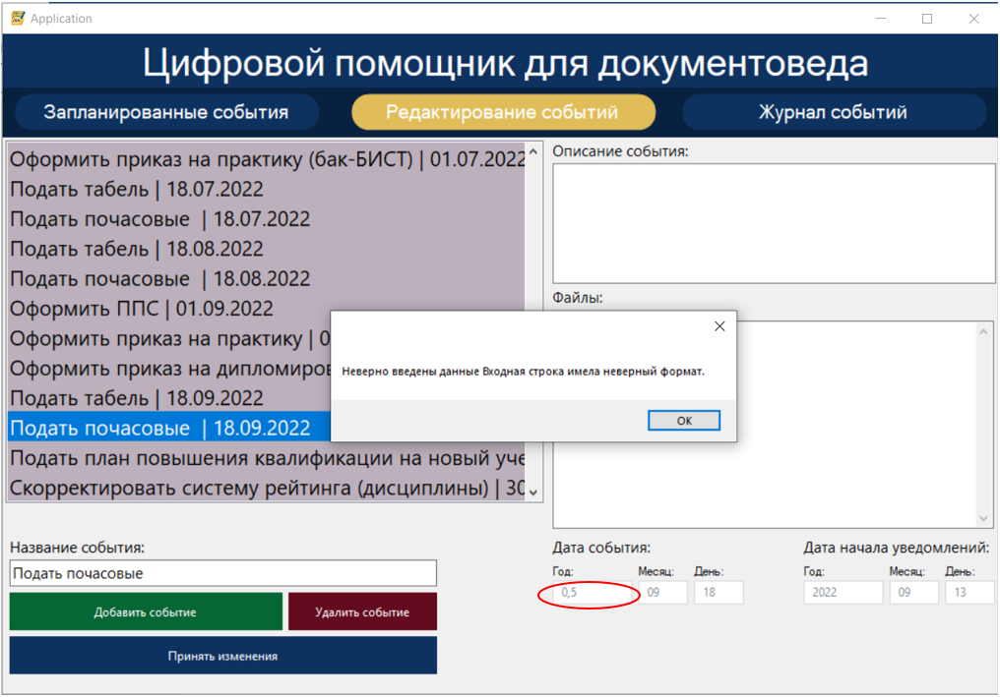 Application
Цифровой помощник для документоведа
Запланированные события
Редактирование событий
Журнал событий
Оформить приказ на практику (бак-БИСТ) | 01.07.2022
Подать табель | 18.07.2022
Подать почасовые | 18.07.2022
Подать табель | 18.08.2022
Подать почасовые | 18.08.2022
Оформить ППС | 01.09.2022
Оформить приказ на практику | 0
Оформить приказ на
Подать табель | 18.09.2022
Подать почасовые | 18.09.2022
Подать план повышения квалификации на новый
Скорректировать систему рейтинга (дисциплины) | 30
Описание события:
Файлы:
Неверно введены данные Входная строка имела неверный формат.
ОК
Название события:
Подать почасовые
Добавить событие
Удалить событие
Принять изменения
Дата события:
Год: Месяц: День:
0,5 09 18
Дата начала уведомлений:
Год: Месяц: День:
2022 09 13